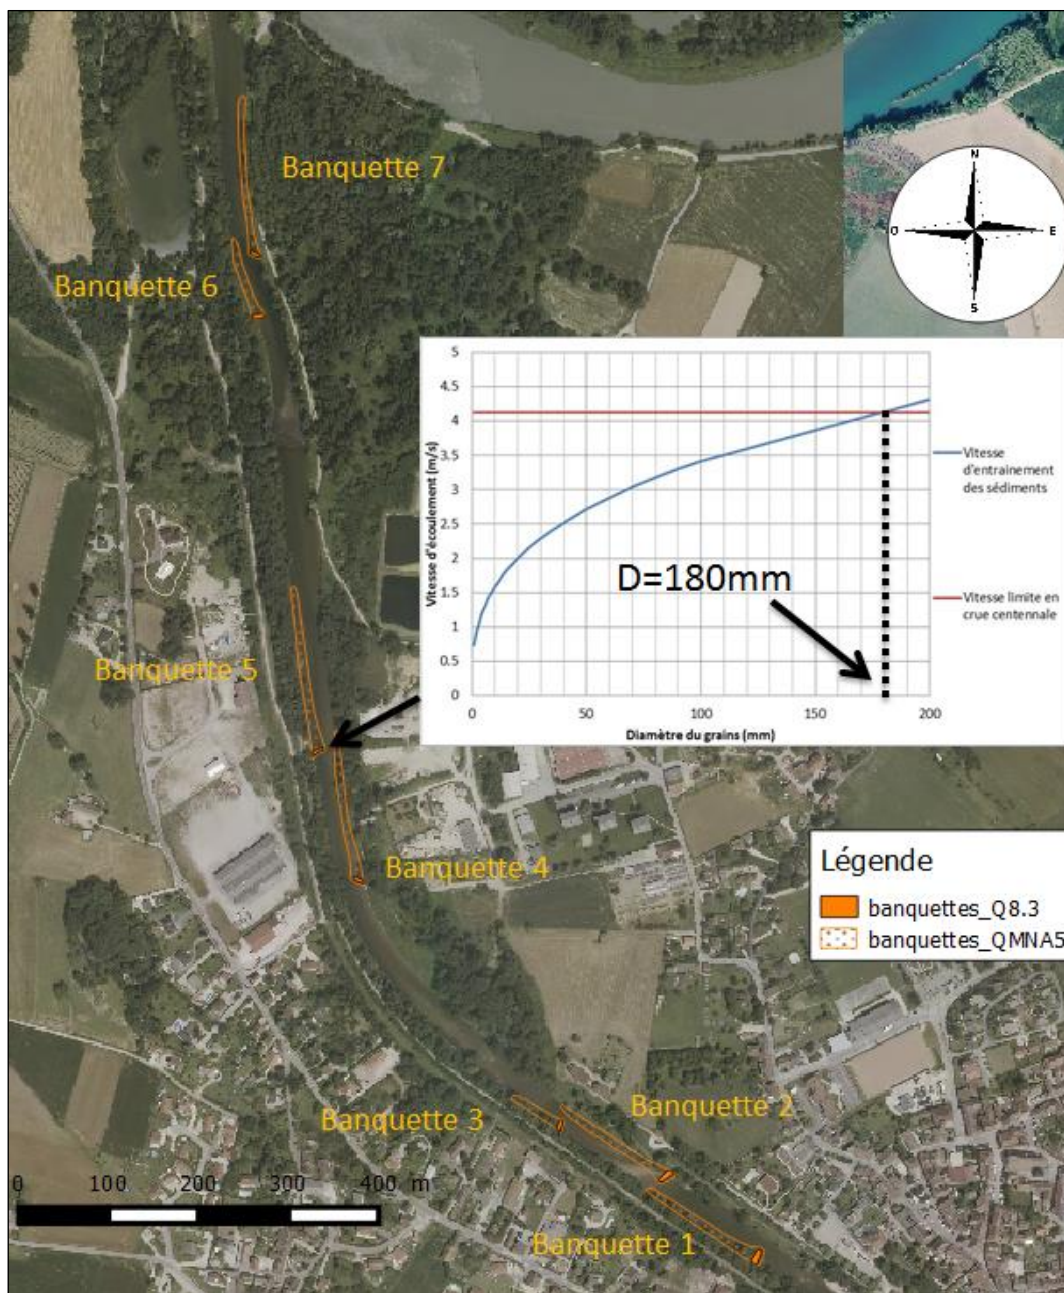 Banquette 7
N
O
E
S
Banquette 6
5
4.5
4
3.5
3
2.5
2
1.5
1
0.5
0
Vitesse d'écoulement (m/s)
0
50
100
150
200
Diamètre du grains (mm)
Vitesse
d'entrainement
des sédiments
Vitesse limite en
crue centennale
D=180mm
Banquette 5
Banquette 4
Légende
banquettes_Q8.3
banquettes_QMNA5
Banquette 3
Banquette 2
0 100 200 300 400 m
Banquette 1